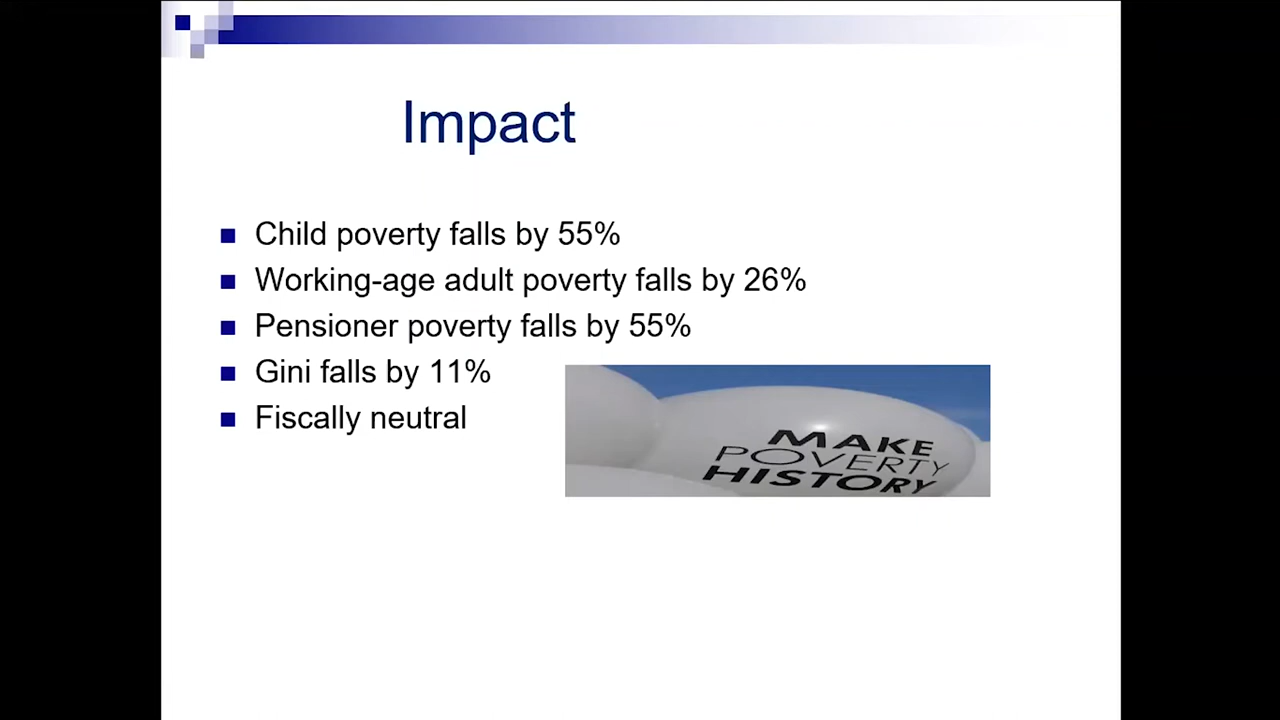 Impact
Child poverty falls by 55%
Working-age adult poverty falls by 26%
Pensioner poverty falls by 55%
Gini falls by 11%
Fiscally neutral
MAKE
POVERTY
HISTORY